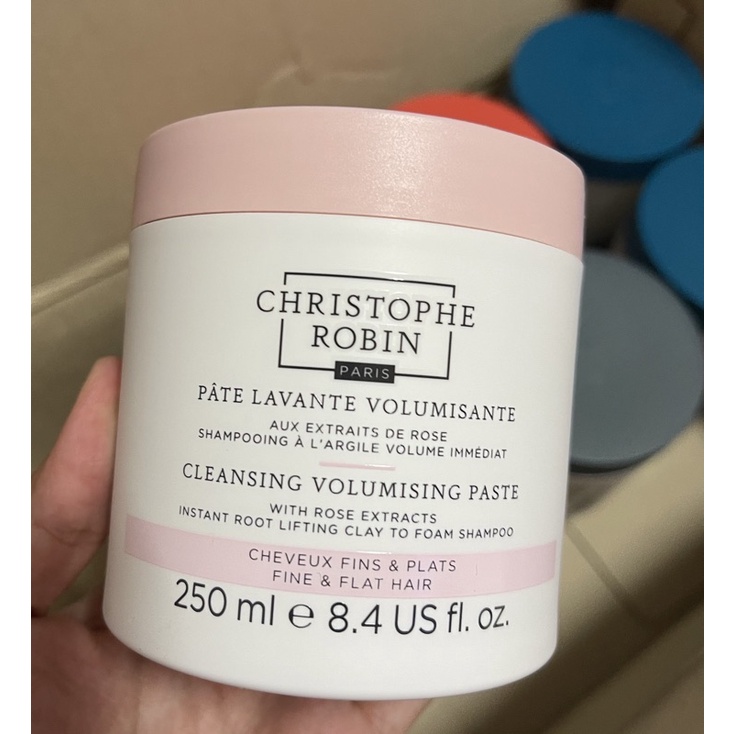 CHRISTOPHE
ROBIN
PARIS
PÂTE LAVANTE VOLUMISANTE
AUX EXTRAITS DE ROSE
SHAMPOOING À L'ARGILE VOLUME IMMÉDIAT
CLEANSING VOLUMISING PASTE
WITH ROSE EXTRACTS
INSTANT ROOT LIFTING CLAY TO FOAM SHAMPOO
CHEVEUX FINS & PLATS
FINE & FLAT HAIR
250 ml e 8.4 US fl. oz.